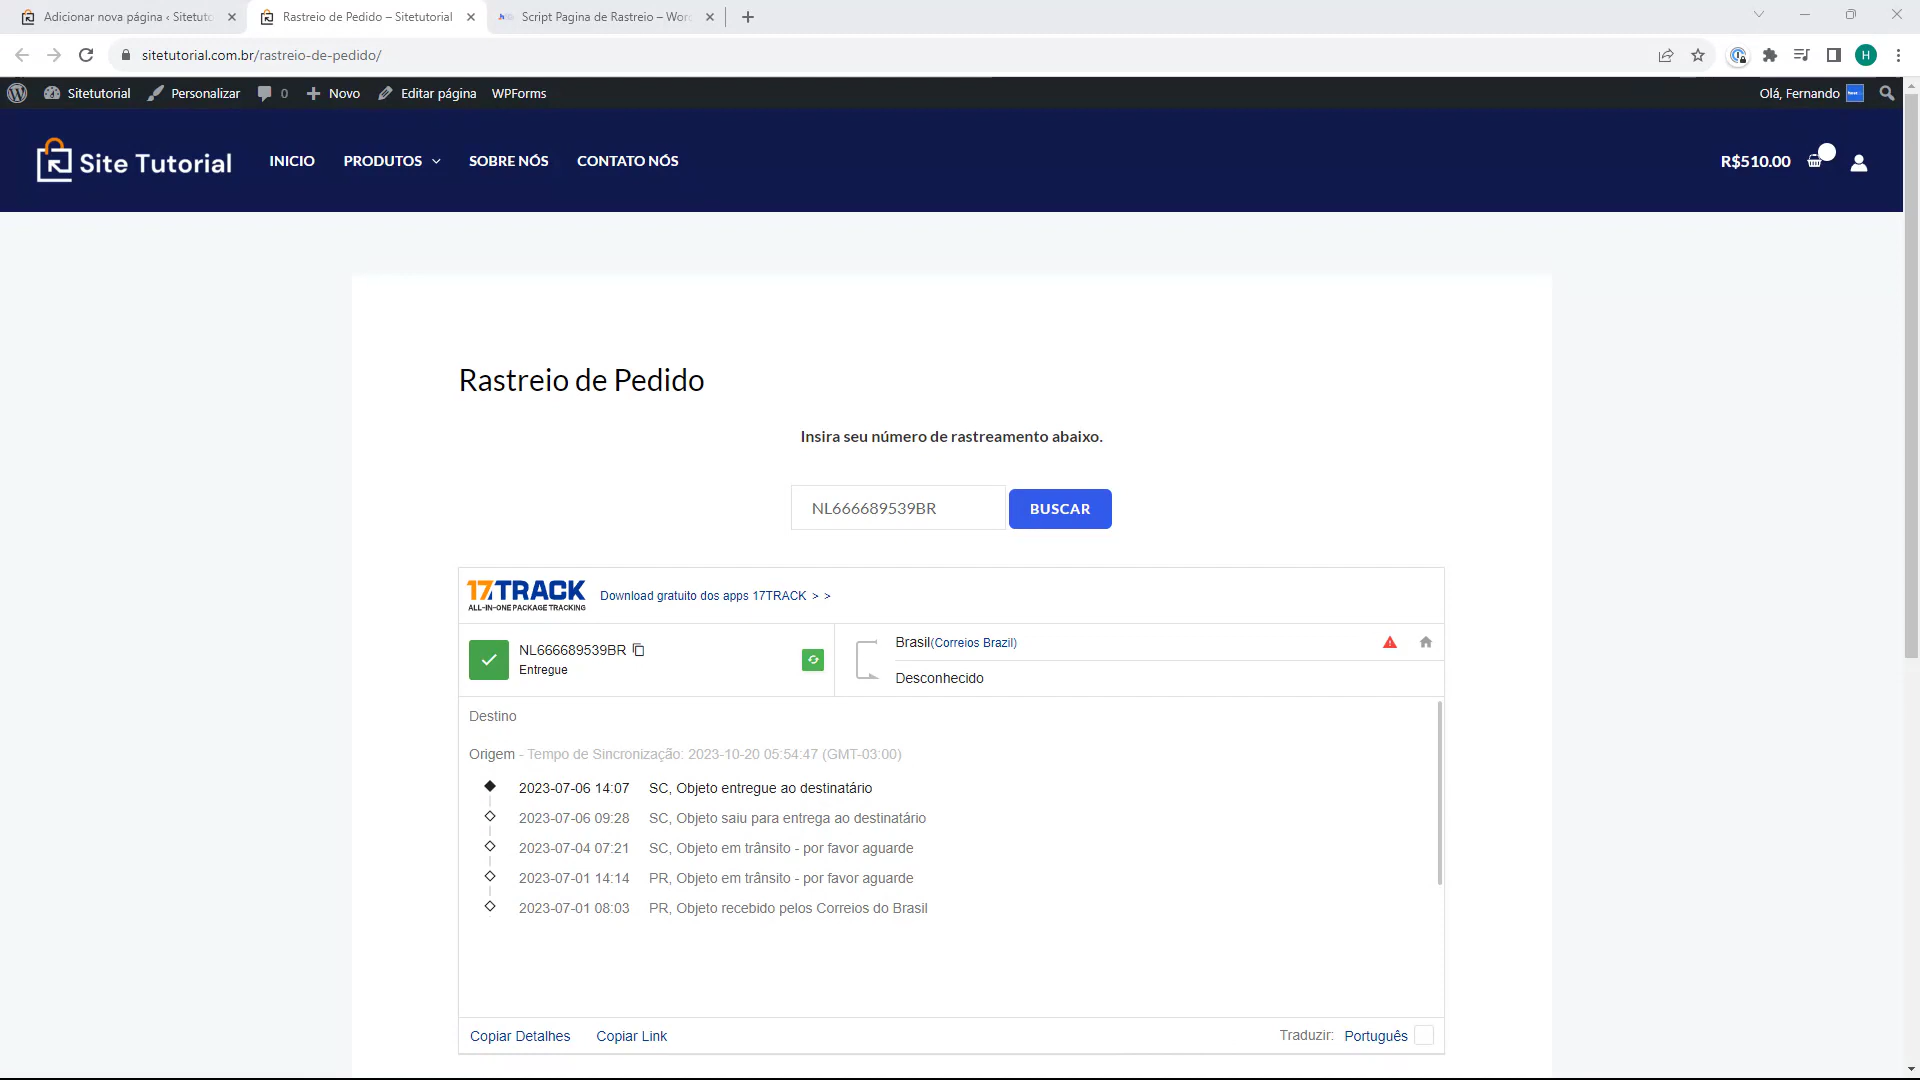 Adicionar nova página ‹ Sitetuto
Rastreio de Pedido – Sitetutorial
Script Pagina de Rastreio – Wor
sitetutorial.com.br/rastreio-de-pedido/
H
Sitetutorial
Personalizar
0
Novo
Editar página
WPForms
Olá, Fernando
Site Tutorial
INICIO
PRODUTOS
SOBRE NÓS
CONTATO NÓS
R$510.00
Rastreio de Pedido
Insira seu número de rastreamento abaixo.
NL666689539BR
BUSCAR
17TRACK
ALL-IN-ONE PACKAGE TRACKING
Download gratuito dos apps 17TRACK > >
NL666689539BR
Entregue
Brasil(Correios Brazil)
Desconhecido
Destino
Origem - Tempo de Sincronização: 2023-10-20 05:54:47 (GMT-03:00)
2023-07-06 14:07 SC, Objeto entregue ao destinatário
2023-07-06 09:28 SC, Objeto saiu para entrega ao destinatário
2023-07-04 07:21 SC, Objeto em trânsito - por favor aguarde
2023-07-01 14:14 PR, Objeto em trânsito - por favor aguarde
2023-07-01 08:03 PR, Objeto recebido pelos Correios do Brasil
Copiar Detalhes
Copiar Link
Traduzir: Português